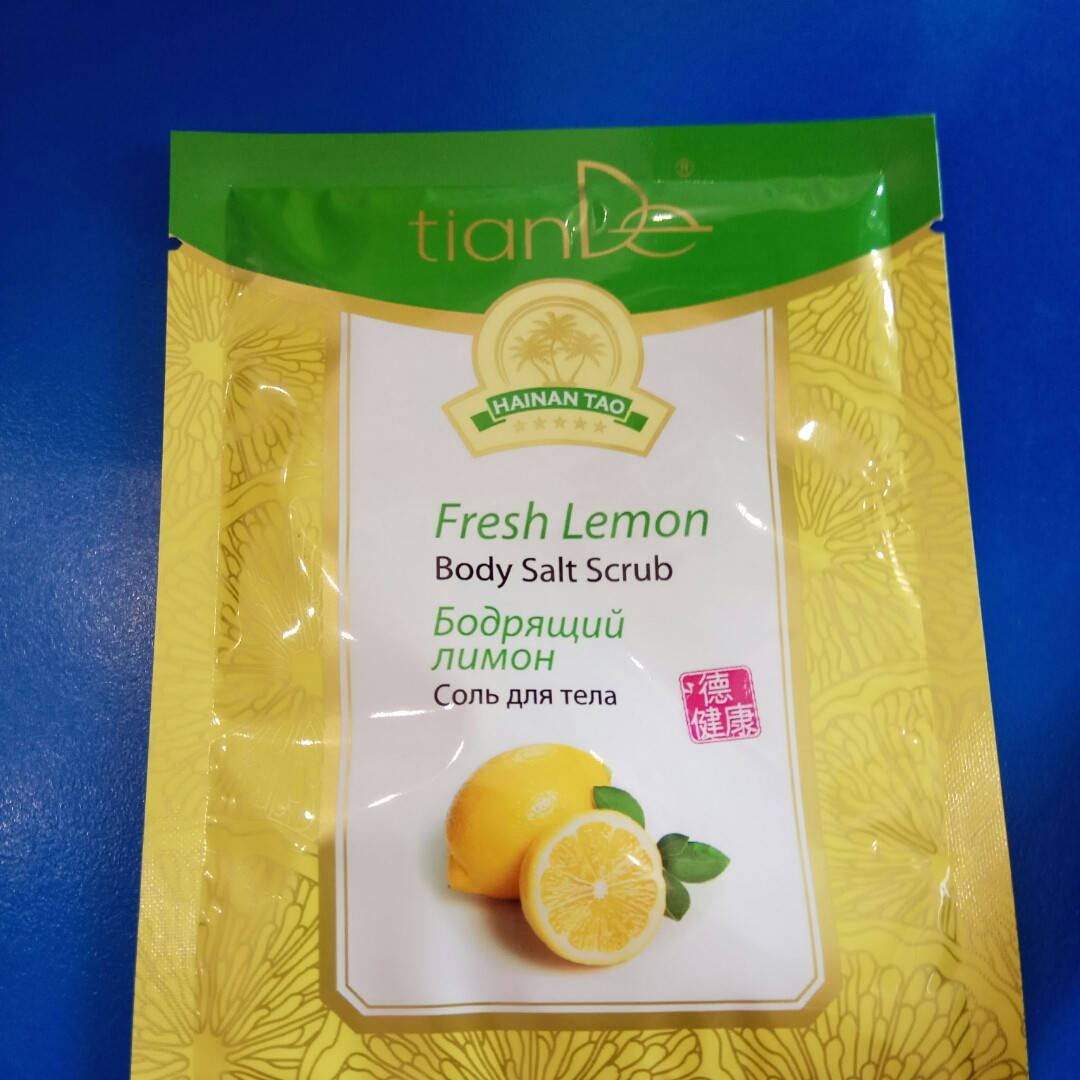 tianDe®
HAINAN TAO
Fresh Lemon
Body Salt Scrub
Бодрящий
лимон
Соль для тела
德
健康